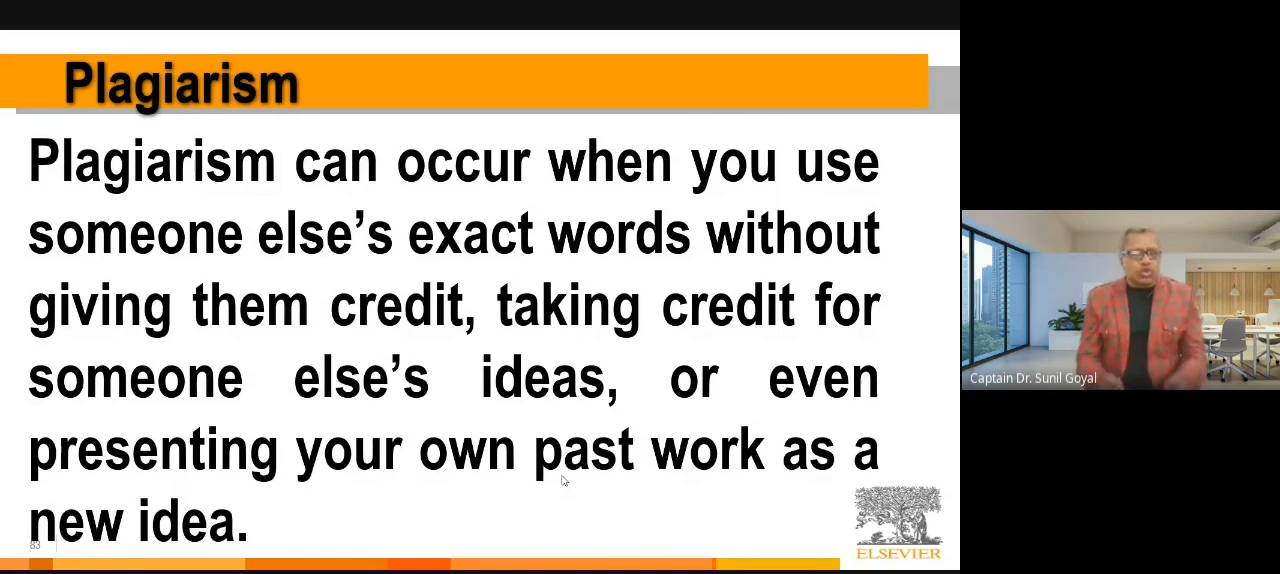 Plagiarism
Plagiarism can occur when you use
someone else’s exact words without
giving them credit, taking credit for
someone else’s ideas, or even
presenting your own past work as a
new idea.
83
ELSEVIER
Captain Dr. Sunil Goyal